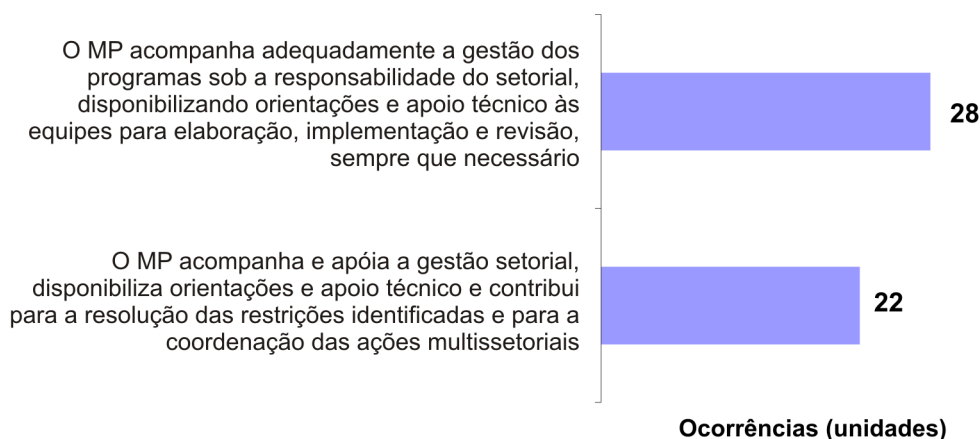 O MP acompanha adequadamente a gestão dos
programas sob a responsabilidade do setorial,
disponibilizando orientações e apoio técnico às
equipes para elaboração, implementação e revisão,
sempre que necessário
28
O MP acompanha e apóia a gestão setorial,
disponibiliza orientações e apoio técnico e contribui
para a resolução das restrições identificadas e para a
coordenação das ações multissetoriais
22
Ocorrências (unidades)